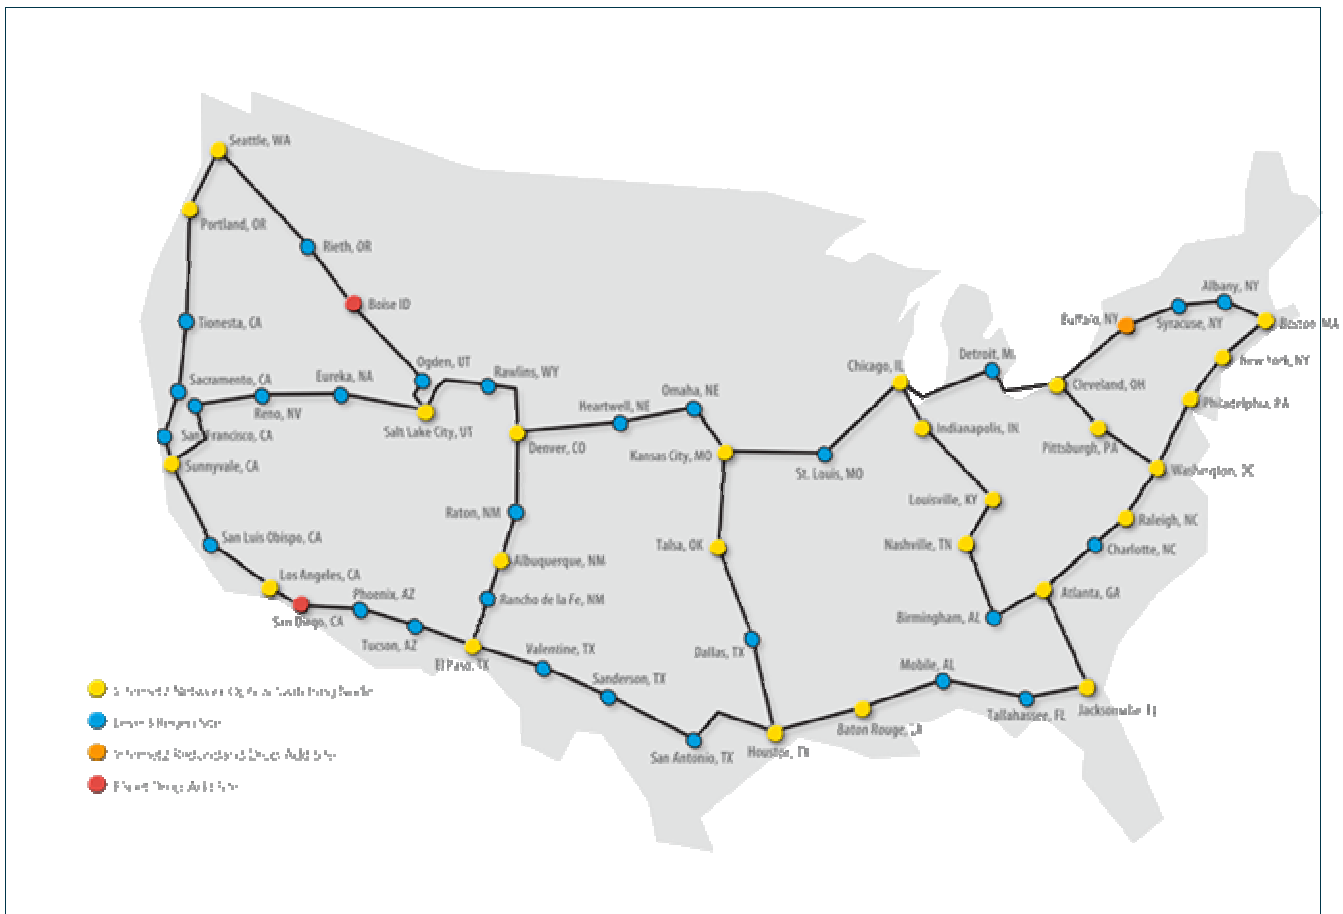 Seattle, WA
Portland, OR
Rieth, OR
Boise ID
Tionesta, CA
Ogden, UT
Rawlins, WY
Sacramento, CA
Eureka, NA
Reno, NV
Salt Lake City, UT
San Francisco, CA
Sunnyvale, CA
Denver, CO
Heartwell, NE
Omaha, NE
Kansas City, MO
St. Louis, MO
Chicago, IL
Detroit, MI
Cleveland, OH
Buffalo, NY
Syracuse, NY
Albany, NY
Boston, MA
New York, NY
Philadelphia, PA
Pittsburgh, PA
Washington, DC
Indianapolis, IN
Louisville, KY
Nashville, TN
Raleigh, NC
Charlotte, NC
Atlanta, GA
Birmingham, AL
San Luis Obispo, CA
Los Angeles, CA
San Diego, CA
Phoenix, AZ
Tucson, AZ
Raton, NM
Albuquerque, NM
Rancho de la Fe, NM
El Paso, TX
Valentine, TX
Sanderson, TX
San Antonio, TX
Talsa, OK
Dallas, TX
Houston, TX
Baton Rouge, LA
Mobile, AL
Tallahassee, FL
Jacksonville